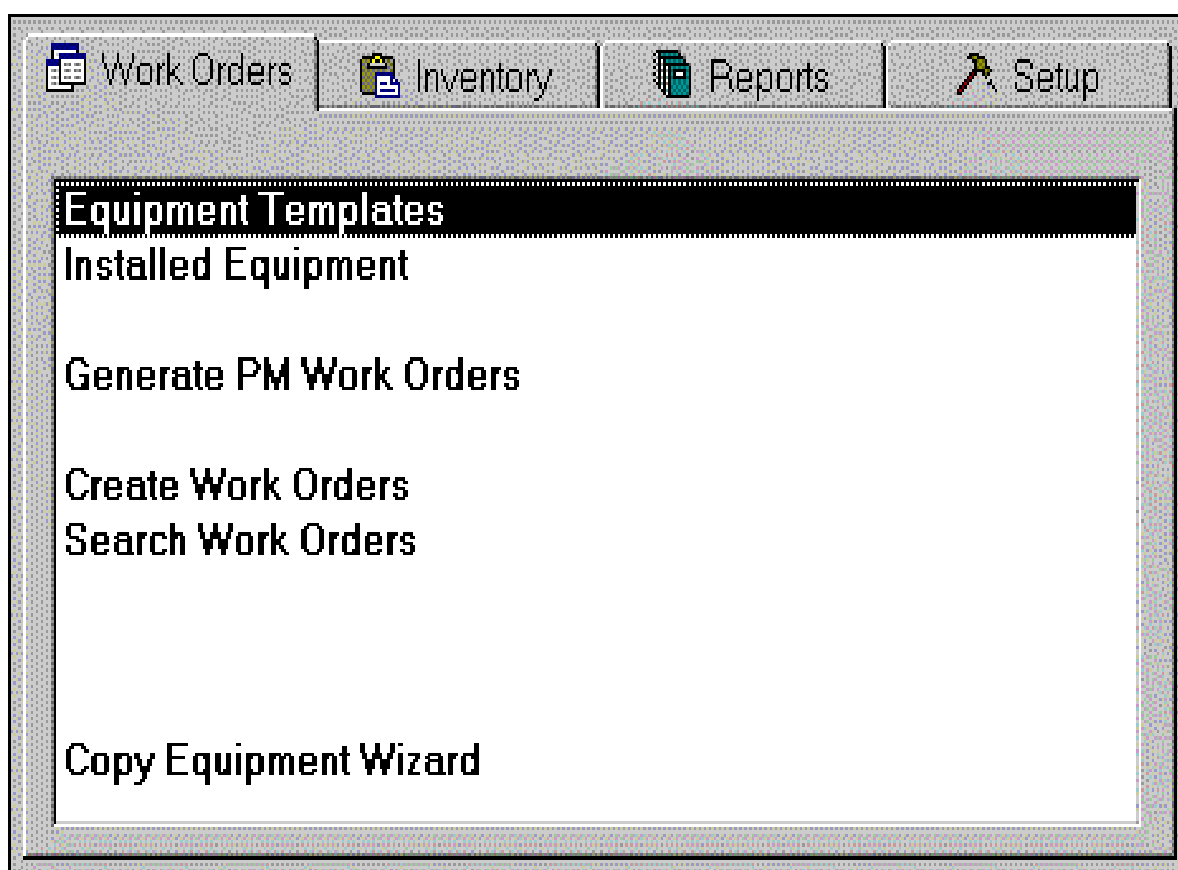 Work Orders Inventory Reports Setup
Equipment Templates
Installed Equipment
Generate PM Work Orders
Create Work Orders
Search Work Orders
Copy Equipment Wizard